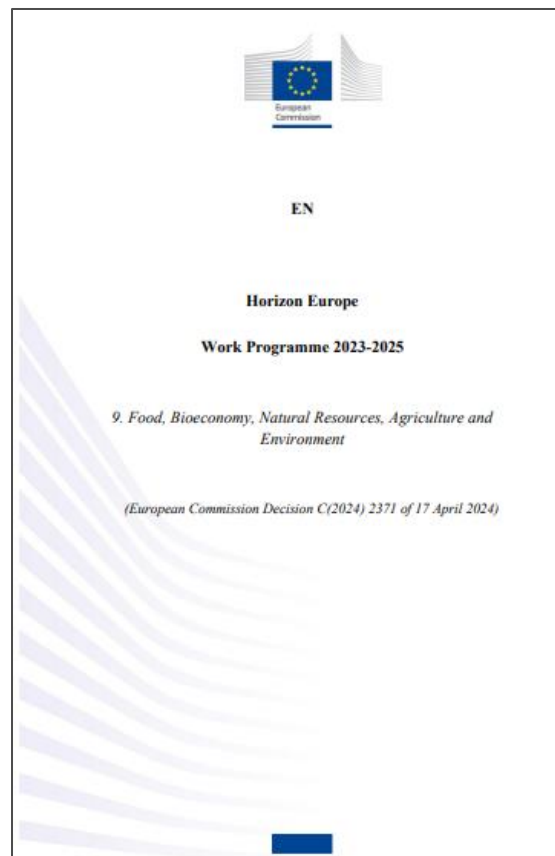 European
Commission
EN
Horizon Europe
Work Programme 2023-2025
9. Food, Bioeconomy, Natural Resources, Agriculture and
Environment
(European Commission Decision C(2024) 2371 of 17 April 2024)